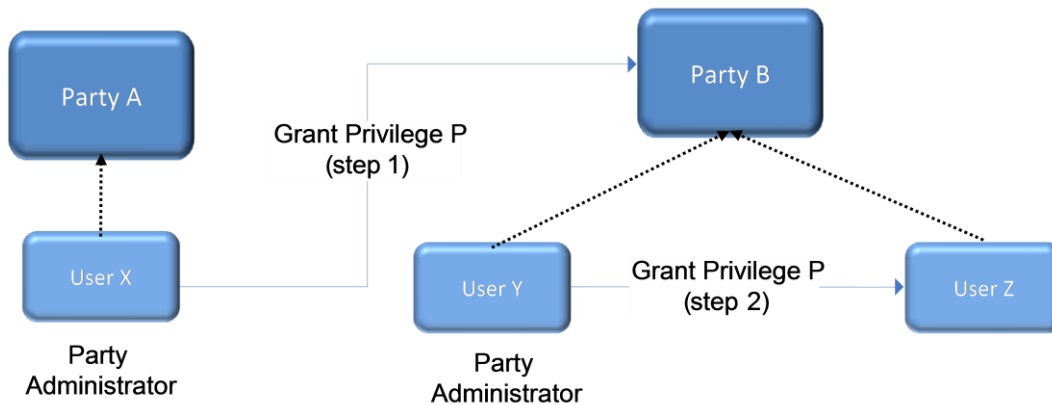 Party A
Party B
Grant Privilege P
(step 1)
User X
User Y
Grant Privilege P
(step 2)
User Z
Party
Administrator
Party
Administrator